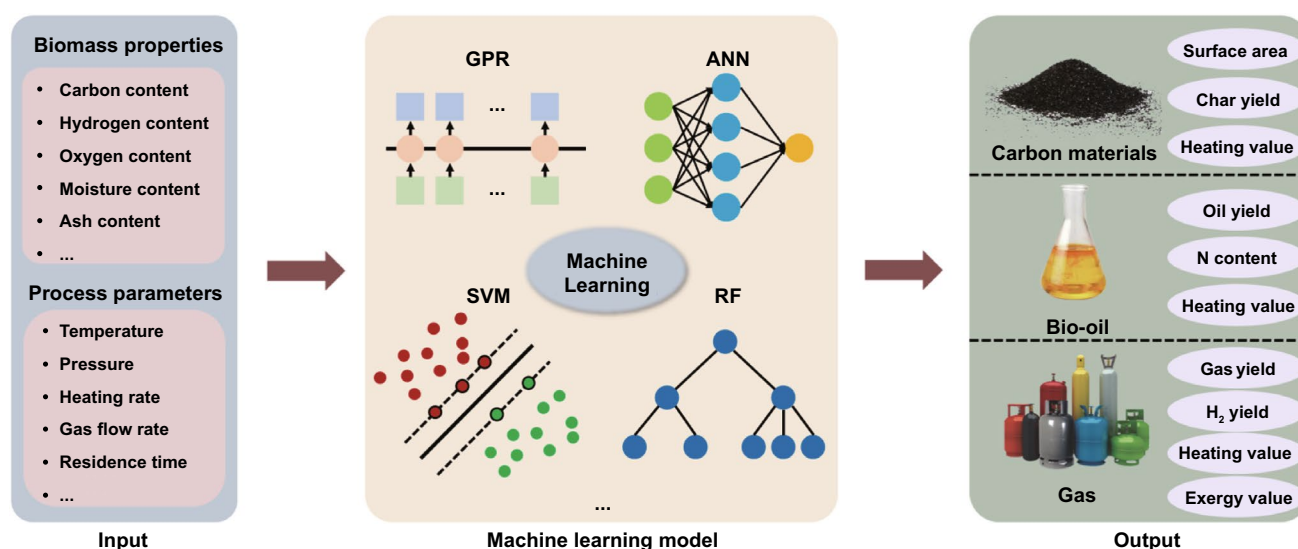 Biomass properties
• Carbon content
• Hydrogen content
• Oxygen content
• Moisture content
• Ash content
• ...
Process parameters
• Temperature
• Pressure
• Heating rate
• Gas flow rate
• Residence time
• ...
Input
GPR
...
...
ANN
Machine
Learning
SVM
RF
...
Machine learning model
Surface area
Char yield
Heating value
Carbon materials
Oil yield
N content
Heating value
Bio-oil
Gas yield
H₂ yield
Heating value
Exergy value
Gas
Output